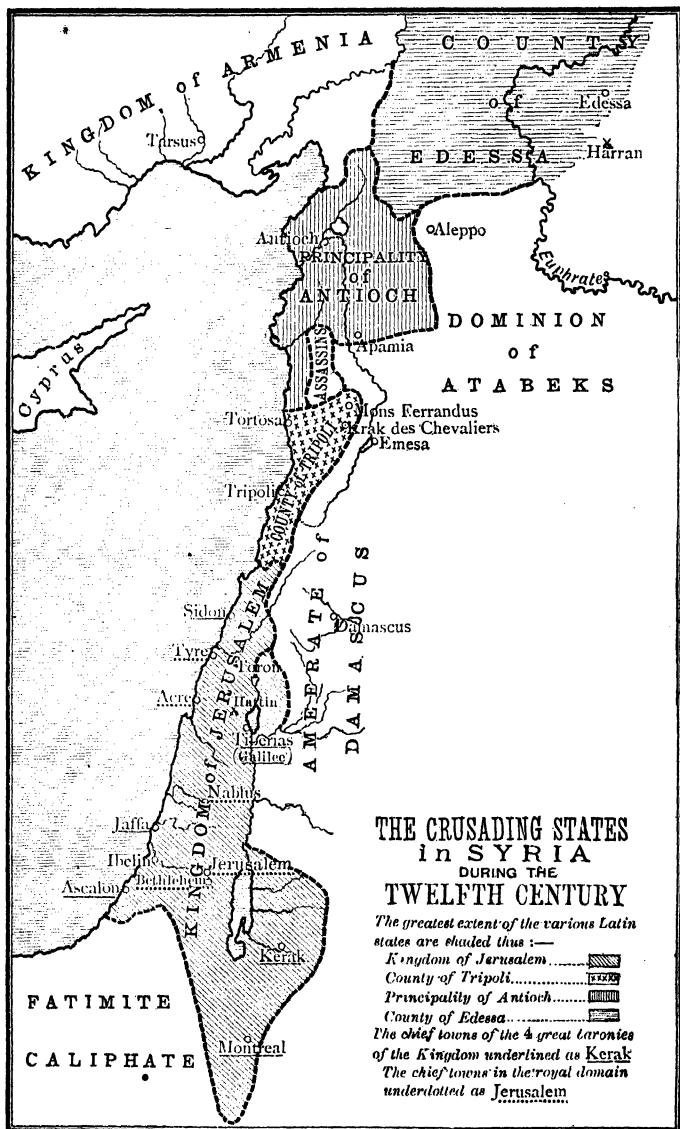 KINGDOM, of ARMENIA
COUNTY
of
EDESSA
Edessa
Harran
Tarsus
Aleppo
Antioch
PRINCIPALITY
of
ANTIOCH
Euphrates
DOMINION
of
ATABEKS
Apamia
ASSASSINS
Cyprus
Tortosa
Mons Ferrandus
Krak des Chevaliers
Emesa
COUNTY OF TRIPOLI
Tripoli
AMEERATE of
DAMASCUS
Sidon
Damascus
Tyre
Toron
Acre
Hattin
Tiberias
(Galilee)
KINGDOM of JERUSALEM
Nablus
Jaffa
Ibelin
Jerusalem
Bethlehem
Ascalon
Kerak
Montreal
FATIMITE
CALIPHATE
THE CRUSADING STATES
in SYRIA
DURING THE
TWELFTH CENTURY
The greatest extent of the various Latin
states are shaded thus :—
Kingdom of Jerusalem
County of Tripoli
Principality of Antioch
County of Edessa
The chief towns of the 4 great baronies
of the Kingdom underlined as Kerak
The chief towns in the royal domain
underdotted as Jerusalem